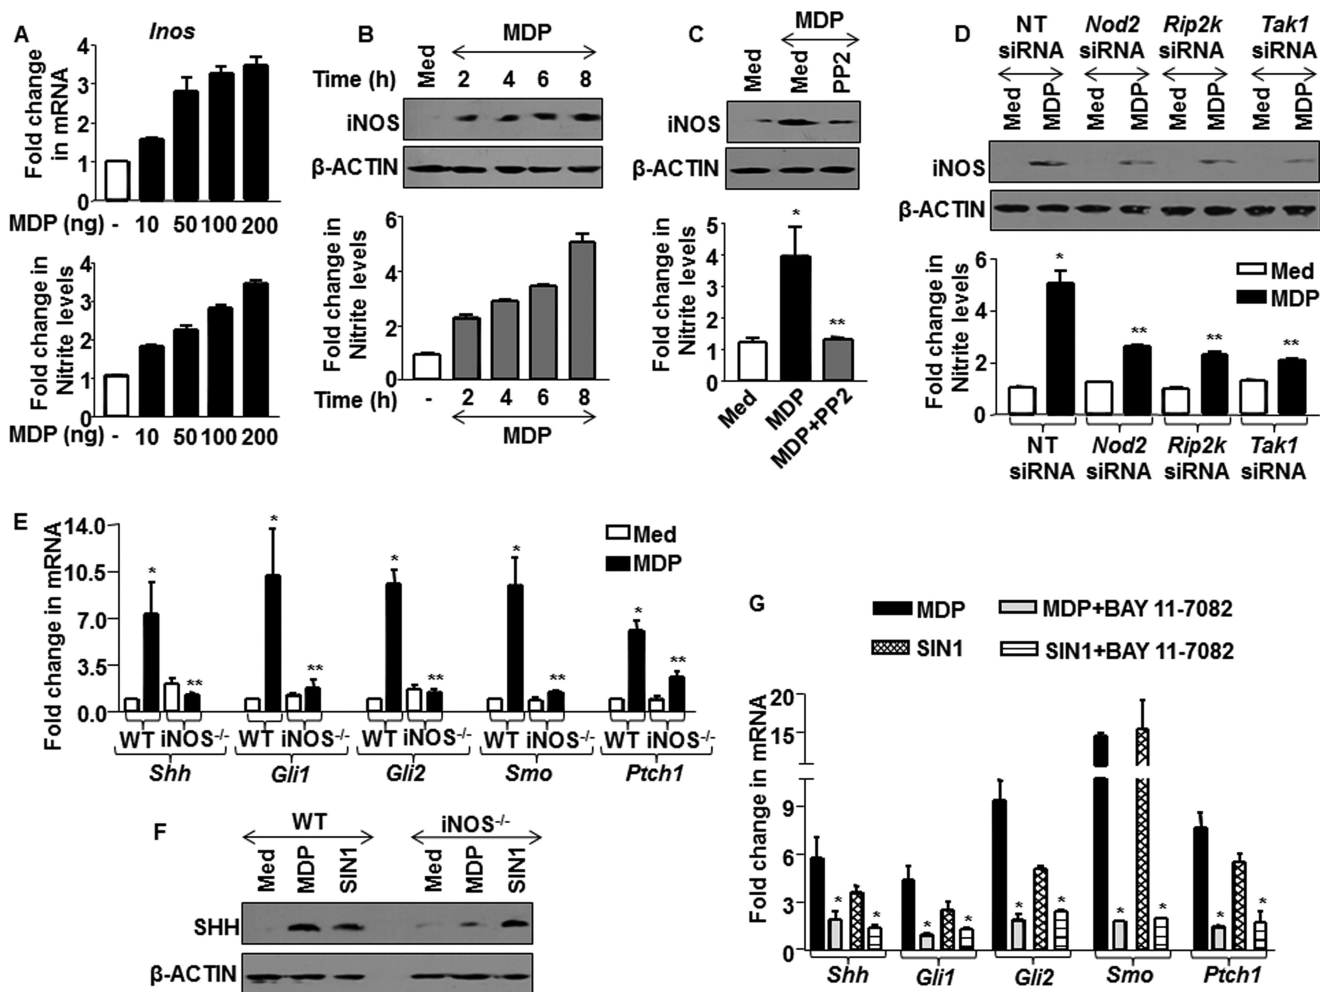 A
Inos
Fold change
in mRNA
4
3
2
1
0
MDP (ng) - 10 50 100 200
Fold change in
Nitrite levels
4
3
2
1
0
MDP (ng) - 10 50 100 200
B
MDP
Med
Time (h) 2 4 6 8
iNOS
β-ACTIN
Fold change in
Nitrite levels
6
4
2
0
Time (h) - 2 4 6 8
MDP
C
MDP
Med Med PP2
iNOS
β-ACTIN
Fold change in
Nitrite levels
5
4
3
2
1
0
* **
Med MDP MDP+PP2
D
NT siRNA Nod2 siRNA Rip2k siRNA Tak1 siRNA
Med MDP Med MDP Med MDP Med MDP
iNOS
β-ACTIN
Fold change in
Nitrite levels
6
4
2
0
Med
MDP
* ** ** **
NT siRNA Nod2 siRNA Rip2k siRNA Tak1 siRNA
E
Fold change in mRNA
14.0
10.5
7.0
3.5
0.0
Med
MDP
* ** * ** * ** * ** * **
WT iNOS-/- WT iNOS-/- WT iNOS-/- WT iNOS-/- WT iNOS-/-
Shh Gli1 Gli2 Smo Ptch1
F
WT iNOS-/-
Med MDP SIN1 Med MDP SIN1
SHH
β-ACTIN
G
MDP MDP+BAY 11-7082
SIN1 SIN1+BAY 11-7082
Fold change in mRNA
20
15
9
6
3
0
* * * * * * * * * *
Shh Gli1 Gli2 Smo Ptch1